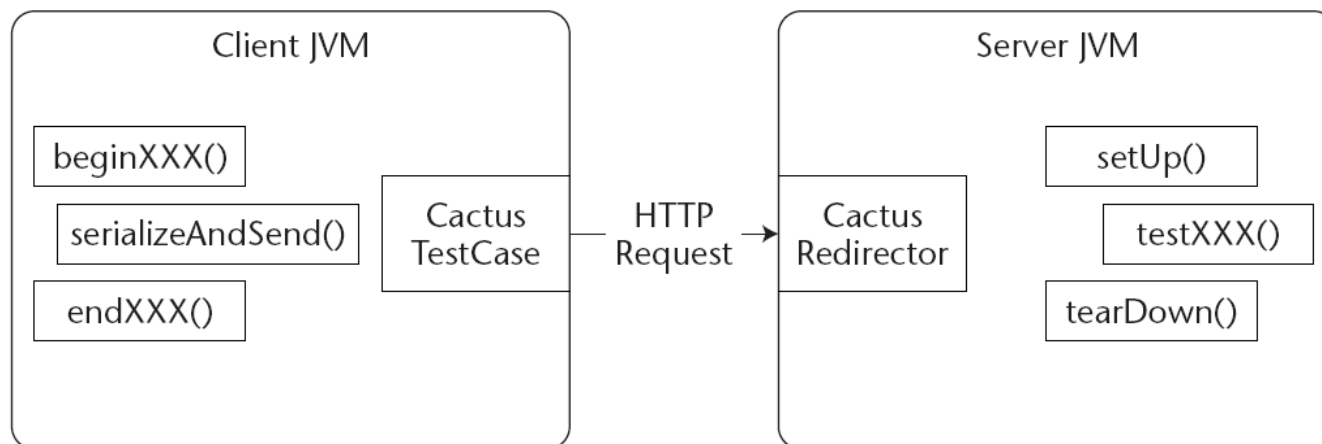 Client JVM
beginXXX()
serializeAndSend()
endXXX()
Cactus
TestCase
HTTP
Request
Server JVM
Cactus
Redirector
setUp()
testXXX()
tearDown()